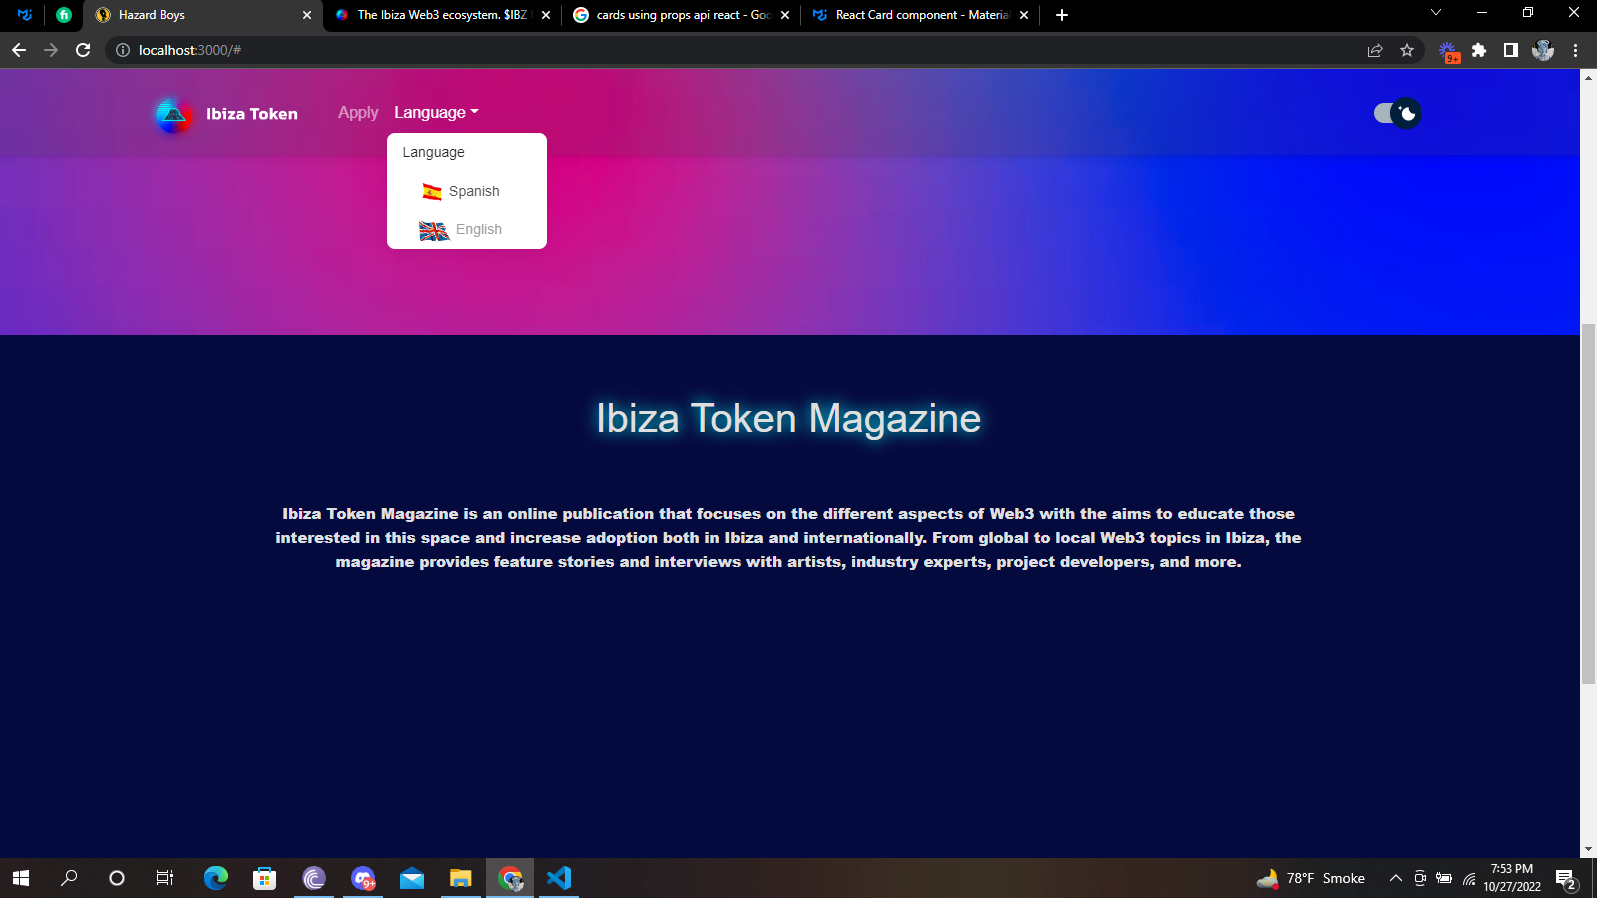 Hazard Boys
The Ibiza Web3 ecosystem. $IBZ
cards using props api react - Goo
React Card component - Material
localhost:3000/#
9+
Ibiza Token
Apply
Language
Language
Spanish
English
Ibiza Token Magazine
Ibiza Token Magazine is an online publication that focuses on the different aspects of Web3 with the aims to educate those
interested in this space and increase adoption both in Ibiza and internationally. From global to local Web3 topics in Ibiza, the
magazine provides feature stories and interviews with artists, industry experts, project developers, and more.
9+
78°F Smoke
7:53 PM
10/27/2022
2